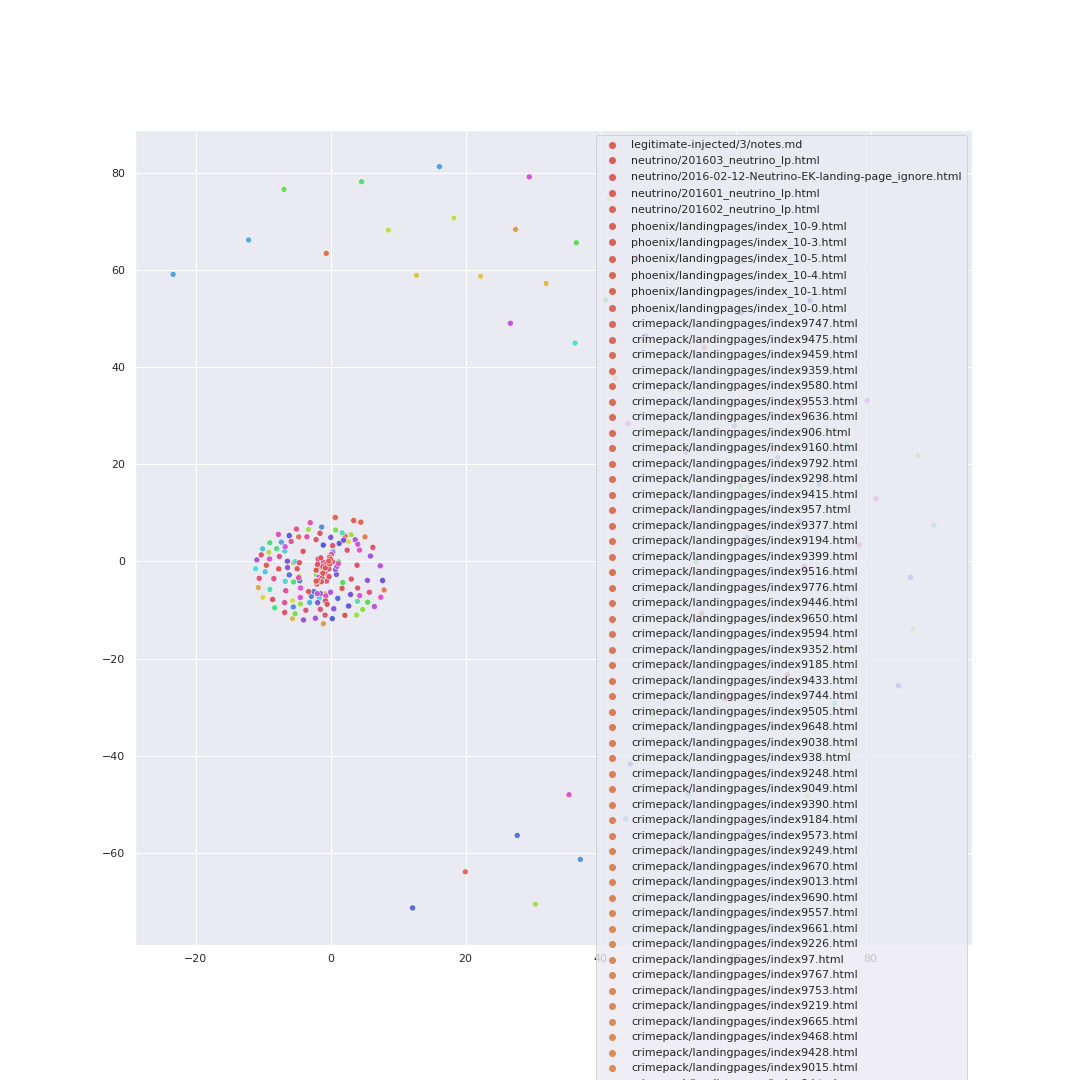 80
60
40
20
0
−20
−40
−60
−20
0
20
40
80
legitimate-injected/3/notes.md
neutrino/201603_neutrino_lp.html
neutrino/2016-02-12-Neutrino-EK-landing-page_ignore.html
neutrino/201601_neutrino_lp.html
neutrino/201602_neutrino_lp.html
phoenix/landingpages/index_10-9.html
phoenix/landingpages/index_10-3.html
phoenix/landingpages/index_10-5.html
phoenix/landingpages/index_10-4.html
phoenix/landingpages/index_10-1.html
phoenix/landingpages/index_10-0.html
crimepack/landingpages/index9747.html
crimepack/landingpages/index9475.html
crimepack/landingpages/index9459.html
crimepack/landingpages/index9359.html
crimepack/landingpages/index9580.html
crimepack/landingpages/index9553.html
crimepack/landingpages/index9636.html
crimepack/landingpages/index906.html
crimepack/landingpages/index9160.html
crimepack/landingpages/index9792.html
crimepack/landingpages/index9298.html
crimepack/landingpages/index9415.html
crimepack/landingpages/index957.html
crimepack/landingpages/index9377.html
crimepack/landingpages/index9194.html
crimepack/landingpages/index9399.html
crimepack/landingpages/index9516.html
crimepack/landingpages/index9776.html
crimepack/landingpages/index9446.html
crimepack/landingpages/index9650.html
crimepack/landingpages/index9594.html
crimepack/landingpages/index9352.html
crimepack/landingpages/index9185.html
crimepack/landingpages/index9433.html
crimepack/landingpages/index9744.html
crimepack/landingpages/index9505.html
crimepack/landingpages/index9648.html
crimepack/landingpages/index9038.html
crimepack/landingpages/index938.html
crimepack/landingpages/index9248.html
crimepack/landingpages/index9049.html
crimepack/landingpages/index9390.html
crimepack/landingpages/index9184.html
crimepack/landingpages/index9573.html
crimepack/landingpages/index9249.html
crimepack/landingpages/index9670.html
crimepack/landingpages/index9013.html
crimepack/landingpages/index9690.html
crimepack/landingpages/index9557.html
crimepack/landingpages/index9661.html
crimepack/landingpages/index9226.html
crimepack/landingpages/index97.html
crimepack/landingpages/index9767.html
crimepack/landingpages/index9753.html
crimepack/landingpages/index9219.html
crimepack/landingpages/index9665.html
crimepack/landingpages/index9468.html
crimepack/landingpages/index9428.html
crimepack/landingpages/index9015.html